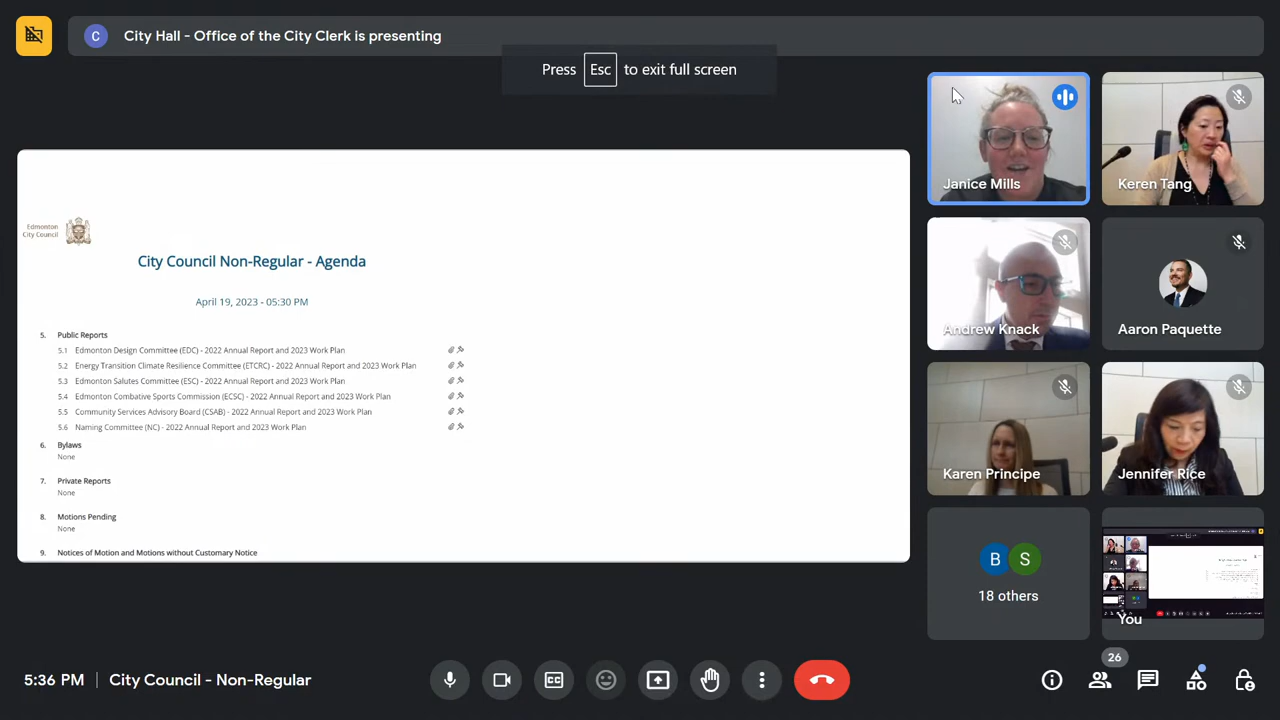 C City Hall - Office of the City Clerk is presenting
Press Esc to exit full screen
Edmonton
City Council
City Council Non-Regular - Agenda
April 19, 2023 - 05:30 PM
5. Public Reports
5.1 Edmonton Design Committee (EDC) - 2022 Annual Report and 2023 Work Plan
5.2 Energy Transition Climate Resilience Committee (ETCRC) - 2022 Annual Report and 2023 Work Plan
5.3 Edmonton Salutes Committee (ESC) - 2022 Annual Report and 2023 Work Plan
5.4 Edmonton Combative Sports Commission (ECSC) - 2022 Annual Report and 2023 Work Plan
5.5 Community Services Advisory Board (CSAB) - 2022 Annual Report and 2023 Work Plan
5.6 Naming Committee (NC) - 2022 Annual Report and 2023 Work Plan
6. Bylaws
None
7. Private Reports
None
8. Motions Pending
None
9. Notices of Motion and Motions without Customary Notice
Janice Mills
Keren Tang
Andrew Knack
Aaron Paquette
Karen Principe
Jennifer Rice
B S
18 others
You
5:36 PM | City Council - Non-Regular
CC
26